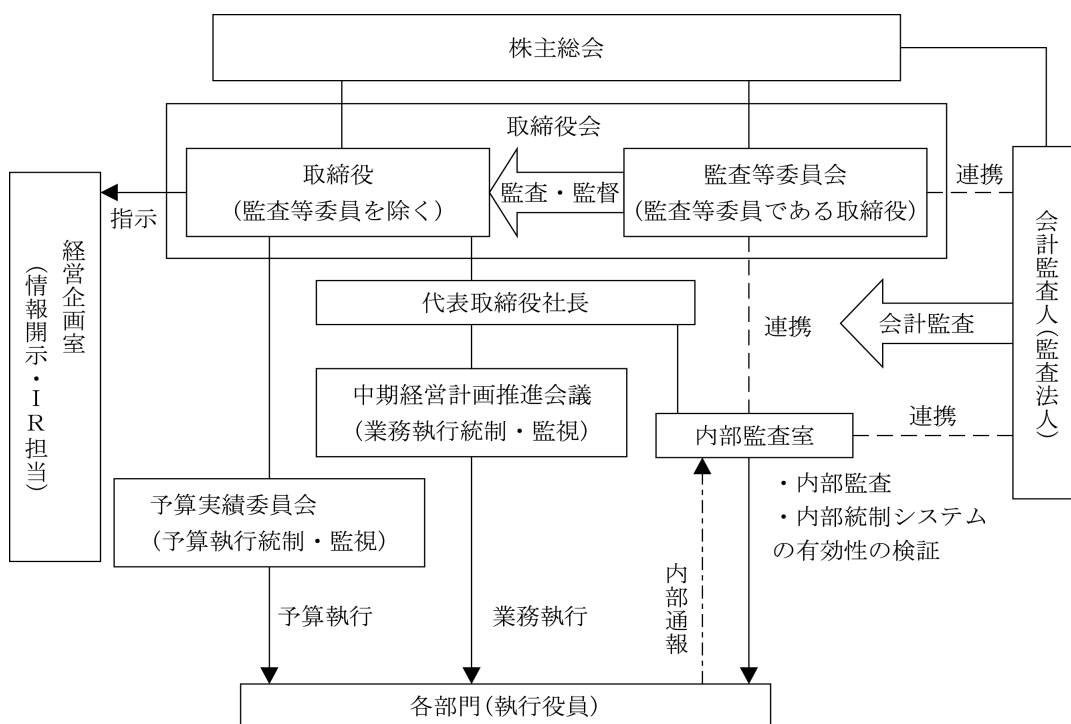 株主総会
取締役会
取締役
(監査等委員を除く)
監査・監督
監査等委員会
(監査等委員である取締役)
連携
指示
経営企画室
(情報開示・IR担当)
会計監査人(監査法人)
代表取締役社長
連携
会計監査
中期経営計画推進会議
(業務執行統制・監視)
内部監査室
連携
・内部監査
・内部統制システム
の有効性の検証
予算実績委員会
(予算執行統制・監視)
予算執行
業務執行
内部通報
各部門(執行役員)